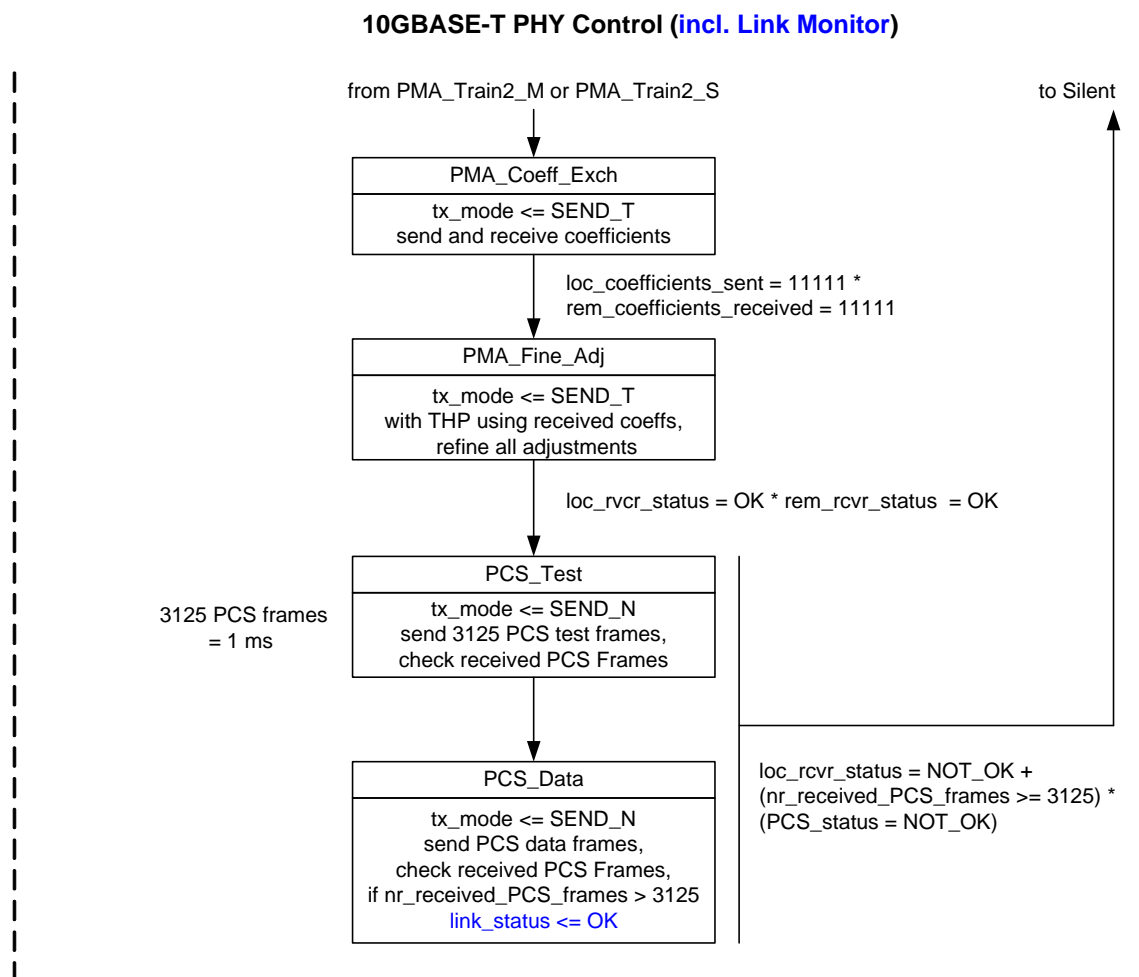 10GBASE-T PHY Control (incl. Link Monitor)
from PMA_Train2_M or PMA_Train2_S
to Silent
PMA_Coeff_Exch
tx_mode <= SEND_T
send and receive coefficients
loc_coefficients_sent = 11111 *
rem_coefficients_received = 11111
PMA_Fine_Adj
tx_mode <= SEND_T
with THP using received coeffs,
refine all adjustments
loc_rvcr_status = OK * rem_rcvr_status = OK
PCS_Test
3125 PCS frames
= 1 ms
tx_mode <= SEND_N
send 3125 PCS test frames,
check received PCS Frames
PCS_Data
tx_mode <= SEND_N
send PCS data frames,
check received PCS Frames,
if nr_received_PCS_frames > 3125
link_status <= OK
loc_rcvr_status = NOT_OK +
(nr_received_PCS_frames >= 3125) *
(PCS_status = NOT_OK)